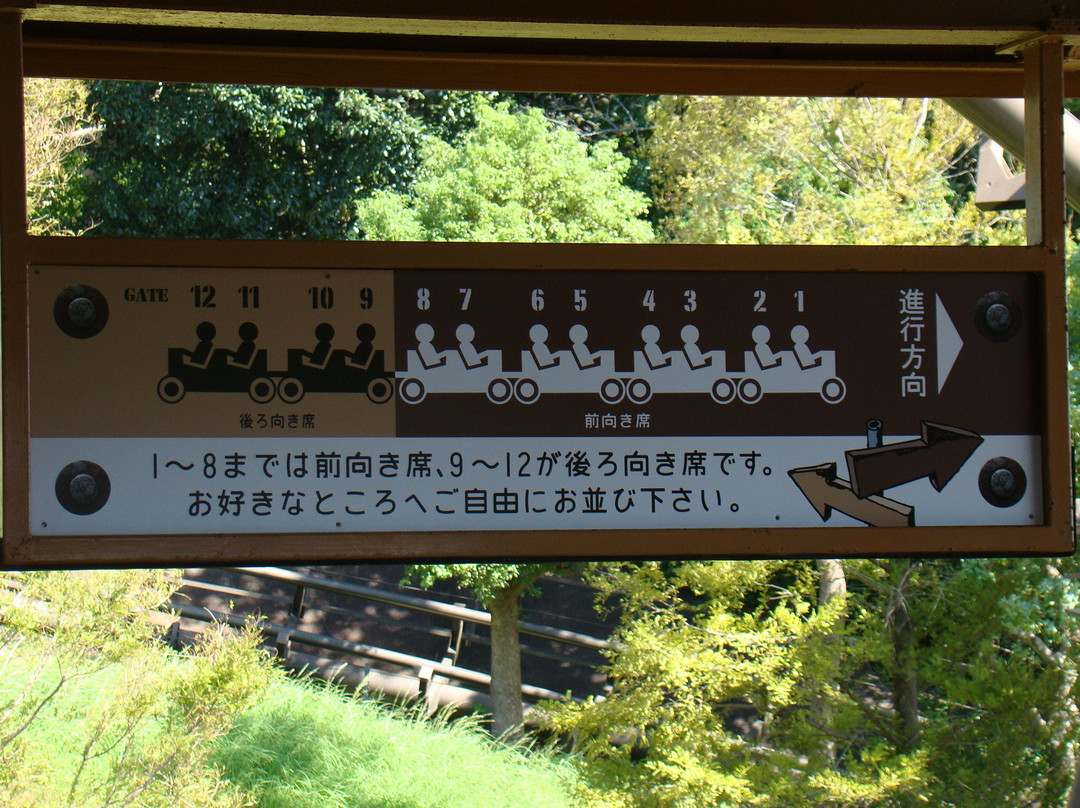 GATE 12 11 10 9 8 7 6 5 4 3 2 1
進行方向
後ろ向き席
前向き席
1～8までは前向き席、9～12が後ろ向き席です。
お好きなところへご自由にお並び下さい。